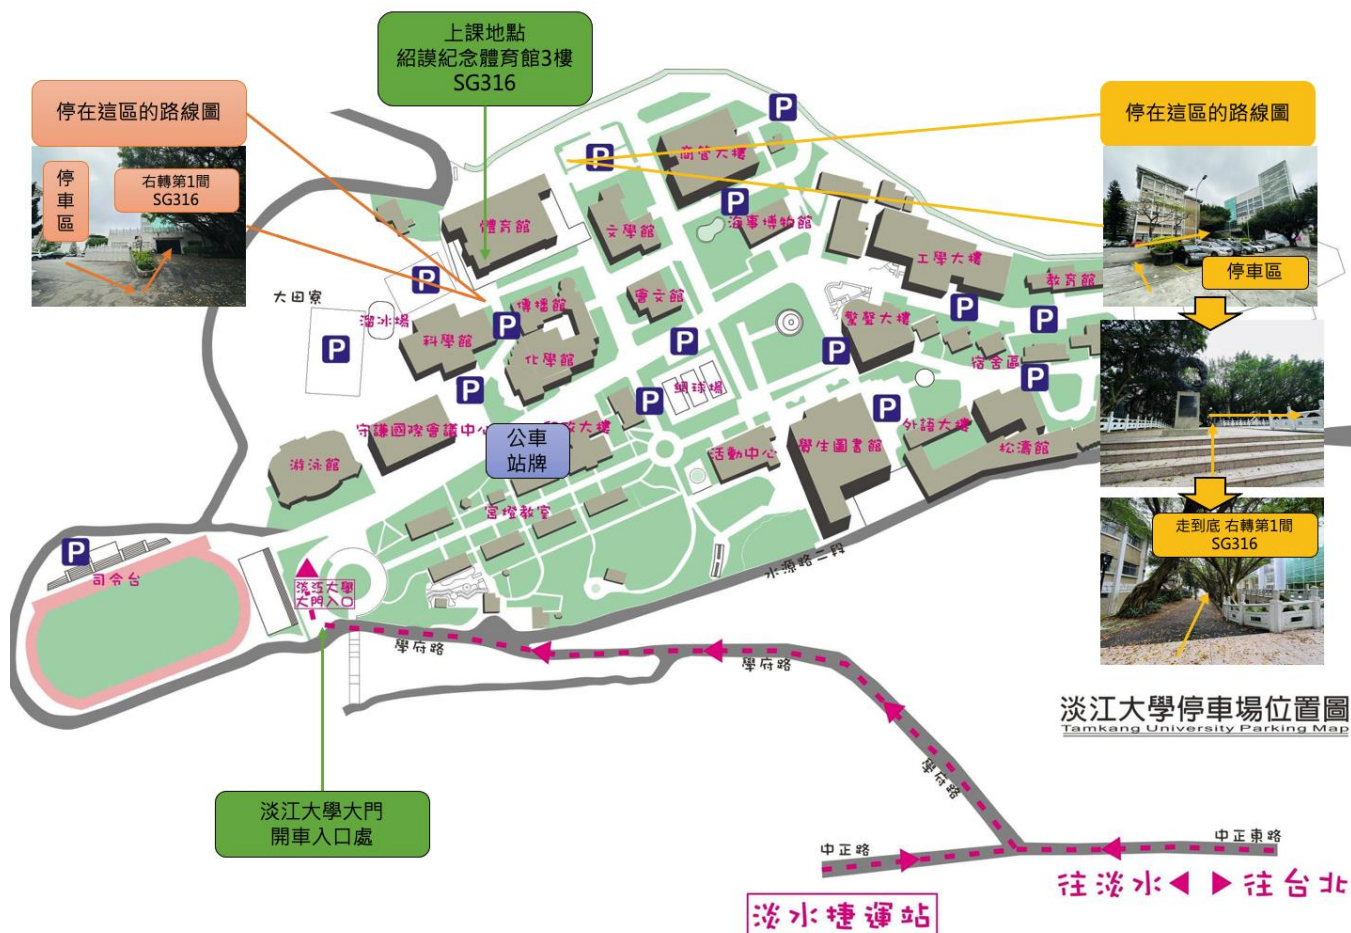 上課地點
紹謨紀念體育館3樓
SG316
停在這區的路線圖
停車區
右轉第1間
SG316
停在這區的路線圖
停車區
走到底 右轉第1間
SG316
P
P
商管大樓
P
體育館
文學館
海事博物館
工學大樓
教育館
大田寮
溜冰場
P
傳播館
會文館
驚聲大樓
P
P
科學館
P
P
化學館
P
P
宿舍區
P
P
P
網球場
P
守謙國際會議中心
公車
站牌
游泳館
活動中心
學生圖書館
外語大樓
松濤館
宮燈教室
水源路二段
P
司令台
淡江大學
大門入口
學府路
學府路
學府路
淡江大學停車場位置圖
Tamkang University Parking Map
淡江大學大門
開車入口處
中正路
中正東路
往淡水 往台北
淡水捷運站